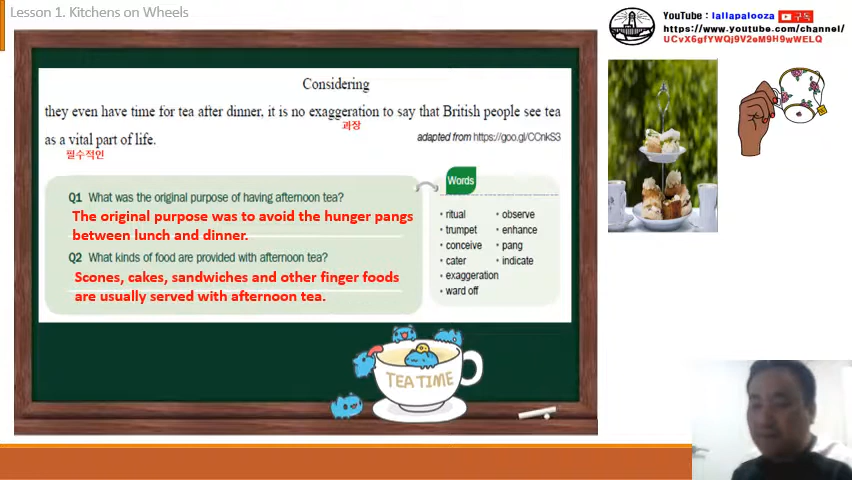 Lesson 1. Kitchens on Wheels
YouTube : lallapalooza 구독
https://www.youtube.com/channel/
UCvX6gfYWQj9V2eM9H9wWELQ
Considering
they even have time for tea after dinner, it is no exaggeration to say that British people see tea
과장
as a vital part of life.
adapted from https://goo.gl/CCnkS3
필수적인
Q1 What was the original purpose of having afternoon tea?
The original purpose was to avoid the hunger pangs
between lunch and dinner.
Q2 What kinds of food are provided with afternoon tea?
Scones, cakes, sandwiches and other finger foods
are usually served with afternoon tea.
Words
• ritual • observe
• trumpet • enhance
• conceive • pang
• cater • indicate
• exaggeration
• ward off
TEA TIME